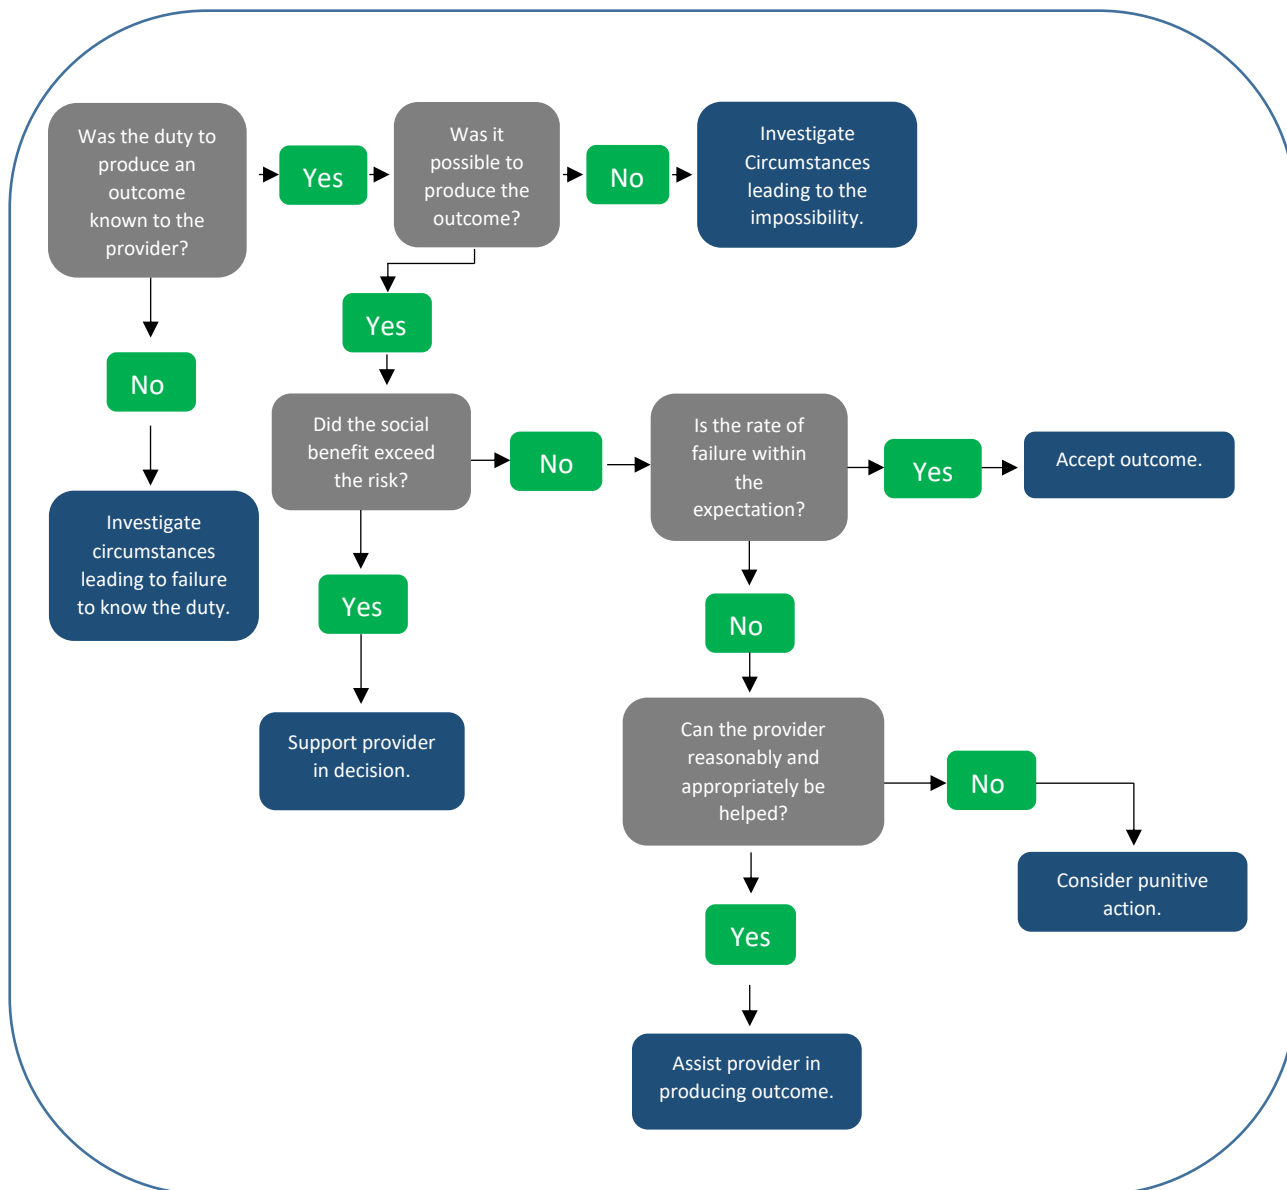 Was the duty to
produce an
outcome
known to the
provider?
Yes
Was it
possible to
produce the
outcome?
No
Investigate
Circumstances
leading to the
impossibility.
Yes
No
Did the social
benefit exceed
the risk?
No
Is the rate of
failure within
the
expectation?
Yes
Accept outcome.
Investigate
circumstances
leading to failure
to know the duty.
Yes
No
Support provider
in decision.
Can the provider
reasonably and
appropriately be
helped?
No
Consider punitive
action.
Yes
Assist provider in
producing outcome.